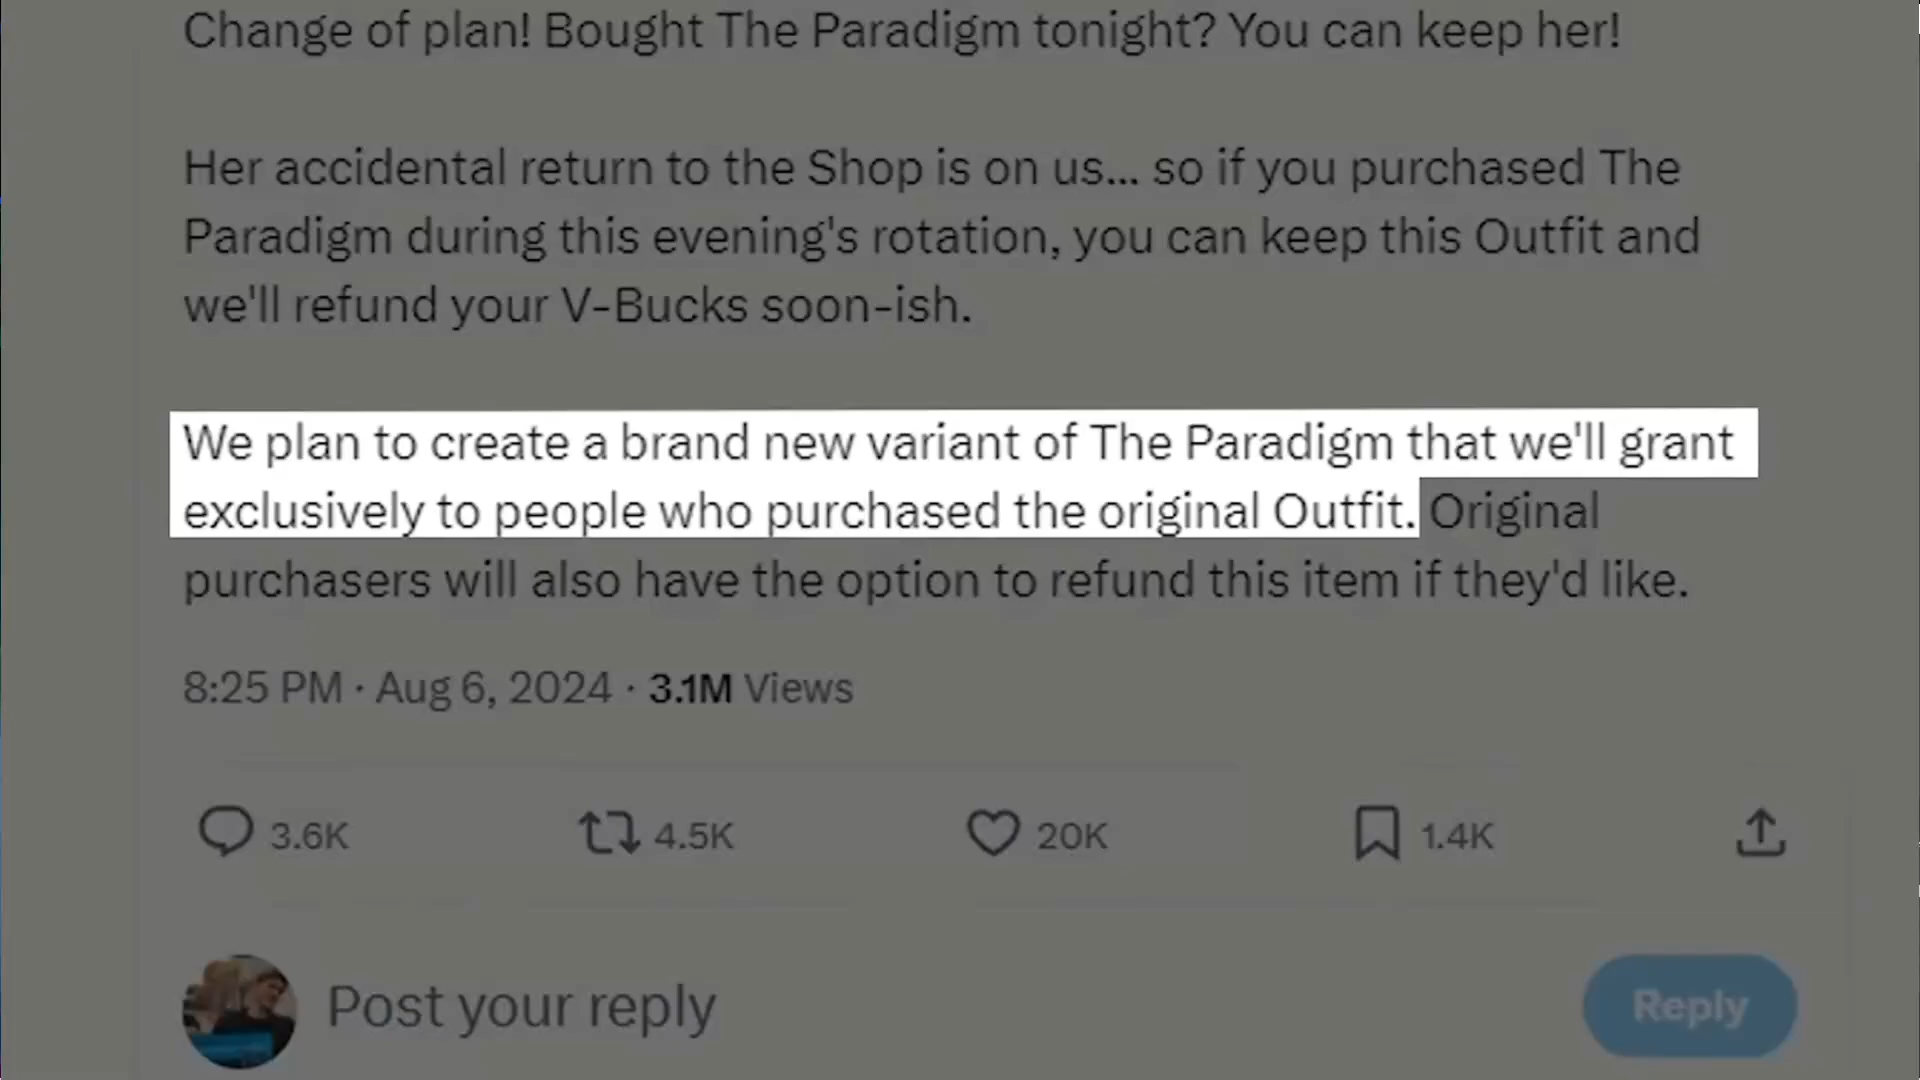 Change of plan! Bought The Paradigm tonight? You can keep her!
Her accidental return to the Shop is on us... so if you purchased The
Paradigm during this evening's rotation, you can keep this Outfit and
we'll refund your V-Bucks soon-ish.
We plan to create a brand new variant of The Paradigm that we'll grant
exclusively to people who purchased the original Outfit. Original
purchasers will also have the option to refund this item if they'd like.
8:25 PM · Aug 6, 2024 · 3.1M Views
3.6K 4.5K 20K 1.4K
Post your reply Reply